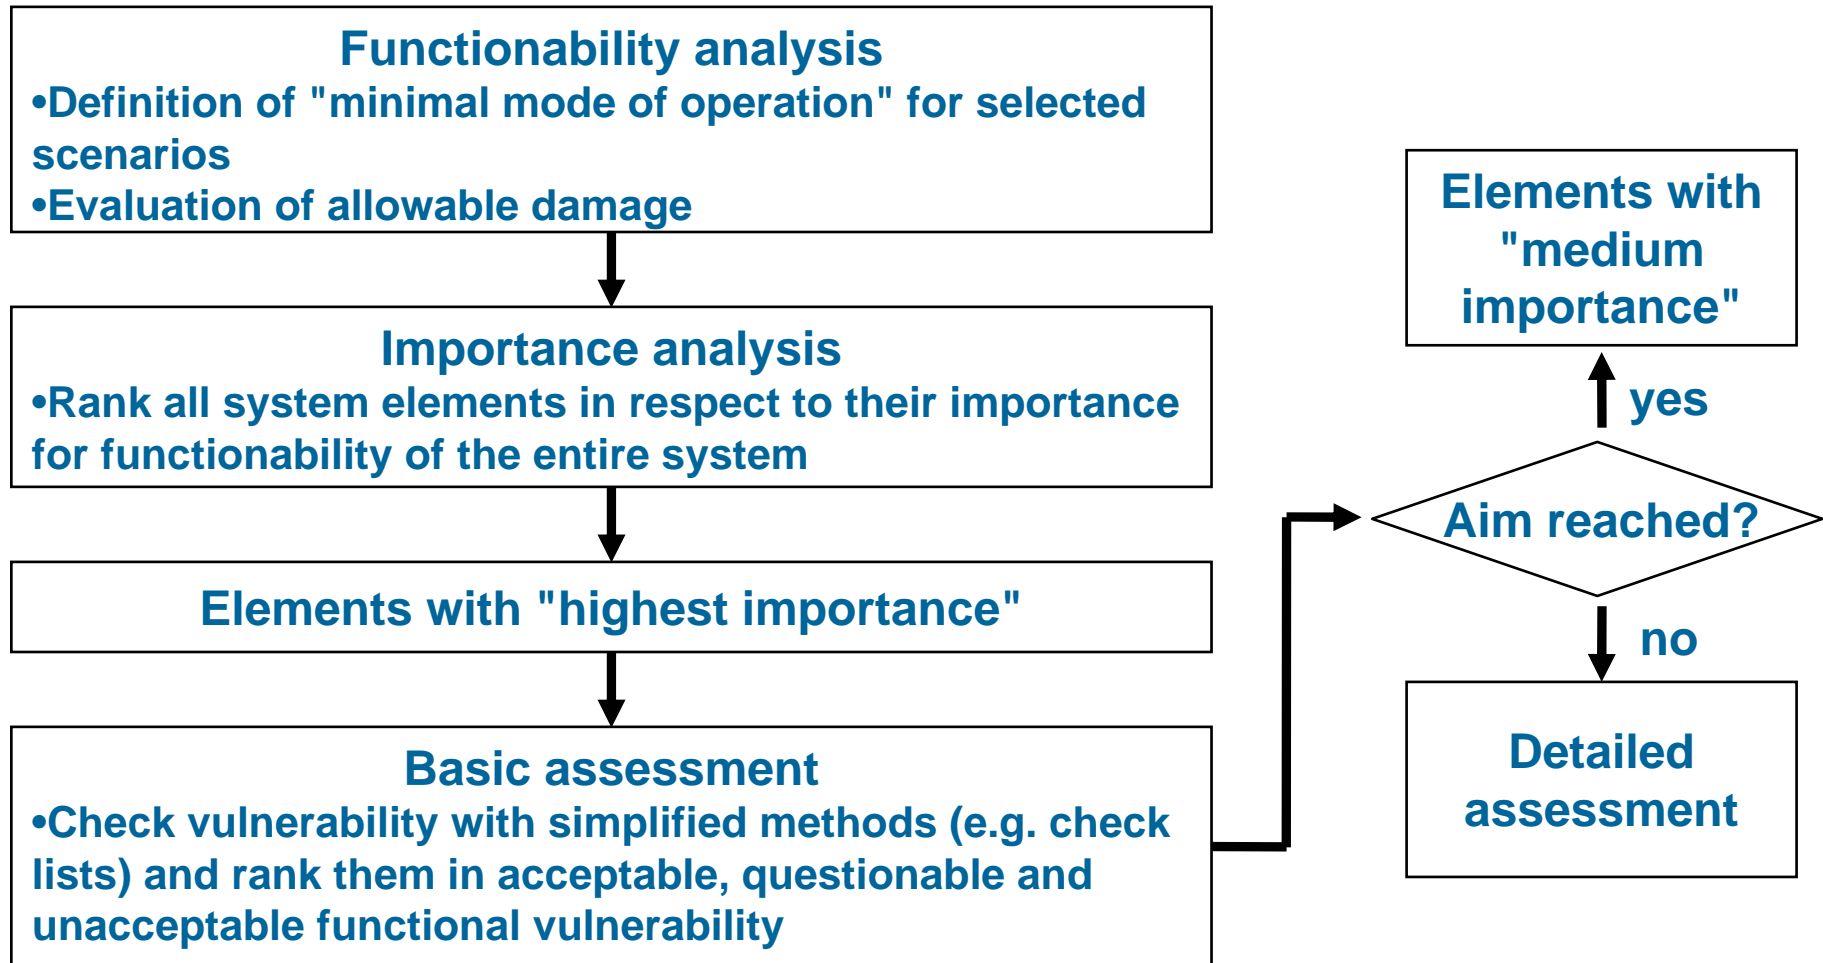 Functionability analysis
•Definition of "minimal mode of operation" for selected
scenarios
•Evaluation of allowable damage
Importance analysis
•Rank all system elements in respect to their importance
for functionability of the entire system
Elements with "highest importance"
Basic assessment
•Check vulnerability with simplified methods (e.g. check
lists) and rank them in acceptable, questionable and
unacceptable functional vulnerability
Elements with
"medium
importance"
yes
Aim reached?
no
Detailed
assessment